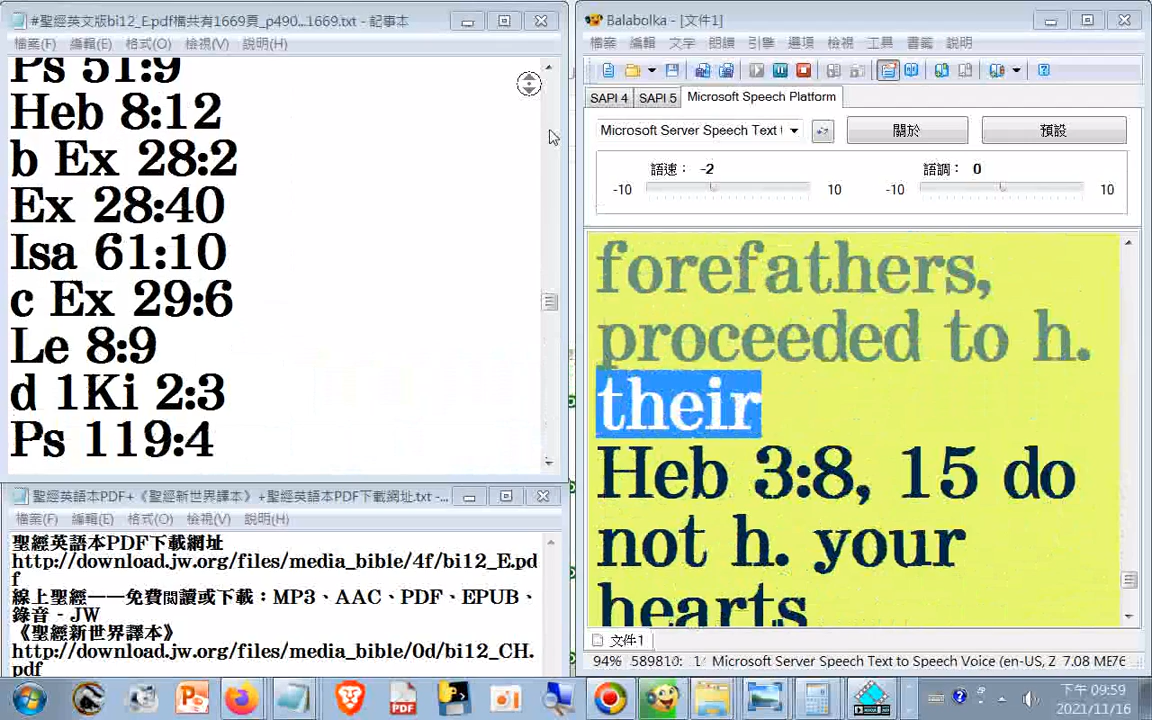 #聖經英文版bi12_E.pdf檔共有1669頁_p490...1669.txt - 記事本
檔案(F) 編輯(E) 格式(O) 檢視(V) 說明(H)
Ps 51:9
Heb 8:12
b Ex 28:2
Ex 28:40
Isa 61:10
c Ex 29:6
Le 8:9
d 1Ki 2:3
Ps 119:4
聖經英語本PDF+《聖經新世界譯本》+聖經英語本PDF下載網址.txt -...
檔案(F) 編輯(E) 格式(O) 檢視(V) 說明(H)
聖經英語本PDF下載網址
http://download.jw.org/files/media_bible/4f/bi12_E.pd
f
線上聖經——免費閱讀或下載：MP3、AAC、PDF、EPUB、
錄音 - JW
《聖經新世界譯本》
http://download.jw.org/files/media_bible/0d/bi12_CH.
pdf
Balabolka - [文件1]
檔案 編輯 文字 朗讀 引擎 選項 檢視 工具 書籤 說明
SAPI 4 SAPI 5 Microsoft Speech Platform
Microsoft Server Speech Text 關於 預設
語速： -2 語調： 0
-10 10 -10 10
forefathers,
proceeded to h.
their
Heb 3:8, 15 do
not h. your
hearts
文件1
94% 589810: Microsoft Server Speech Text to Speech Voice (en-US, Z 7.08 ME
PDF
下午 09:59
2021/11/16